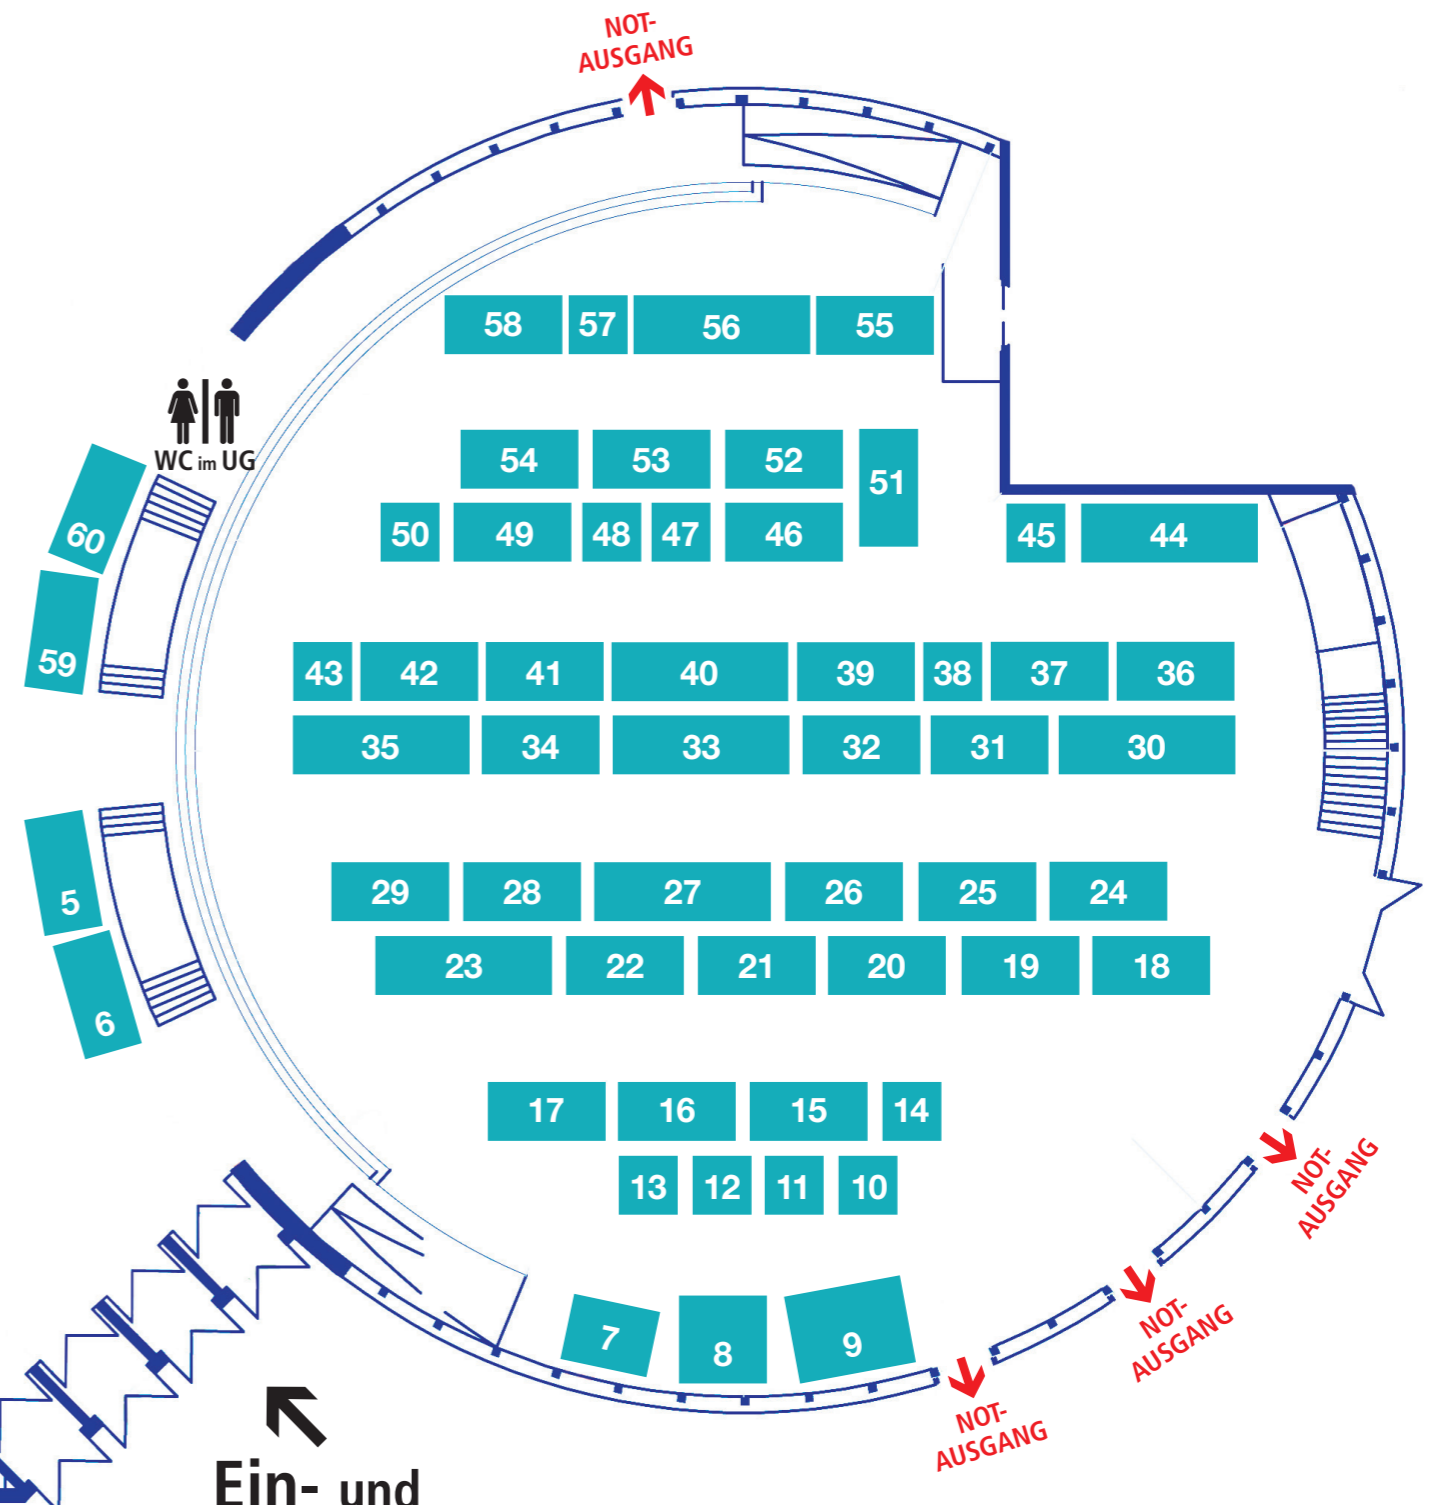 NOT-
AUSGANG
58 57 56 55
WC im UG
54 53 52 51
50 49 48 47 46
45 44
60
59
43 42 41 40 39 38 37 36
35 34 33 32 31 30
5
6
29 28 27 26 25 24
23 22 21 20 19 18
17 16 15 14
13 12 11 10
NOT-
AUSGANG
NOT-
AUSGANG
7 8 9
NOT-
AUSGANG
Ein- und